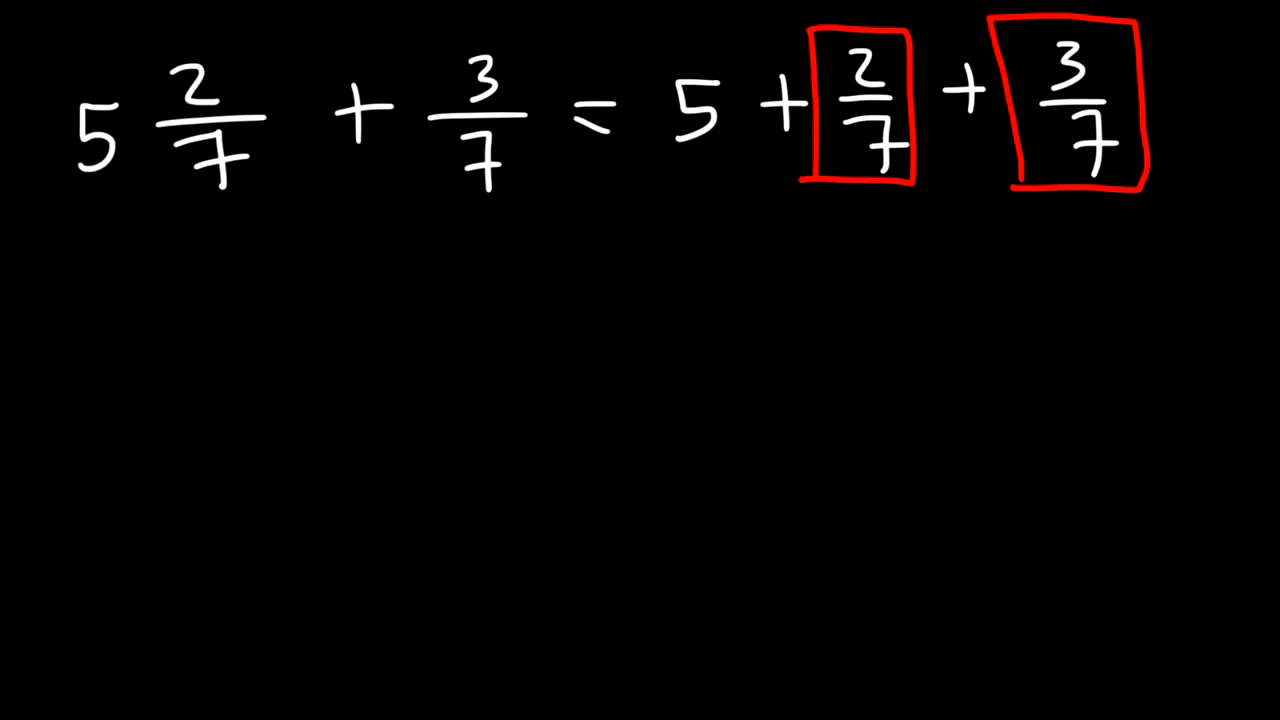 5 2/7 + 3/7 = 5 + 2/7 + 3/7